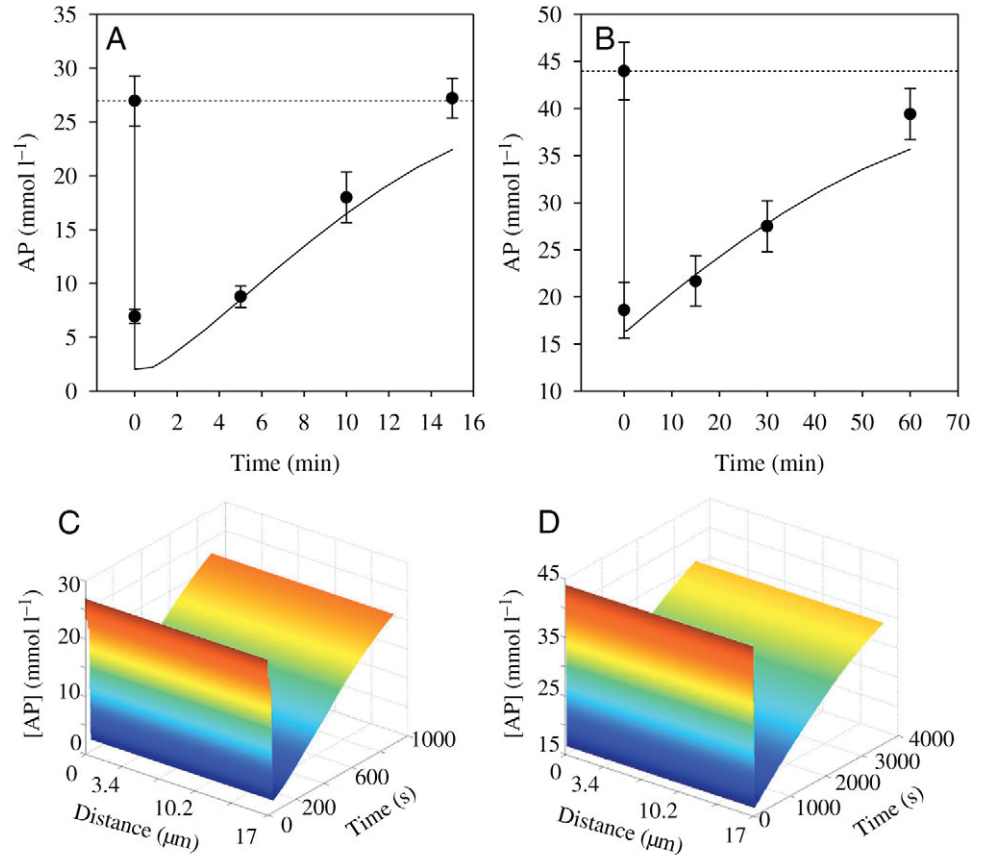 A
35
30
25
20
15
10
5
0
AP (mmol l⁻¹)
0 2 4 6 8 10 12 14 16
Time (min)
B
50
45
40
35
30
25
20
15
10
AP (mmol l⁻¹)
0 10 20 30 40 50 60 70
Time (min)
C
30
20
10
0
[AP] (mmol l⁻¹)
0 3.4 10.2 17
Distance (µm)
0 200 600 1000
Time (s)
D
45
35
25
15
[AP] (mmol l⁻¹)
0 3.4 10.2 17
Distance (µm)
0 1000 2000 3000 4000
Time (s)